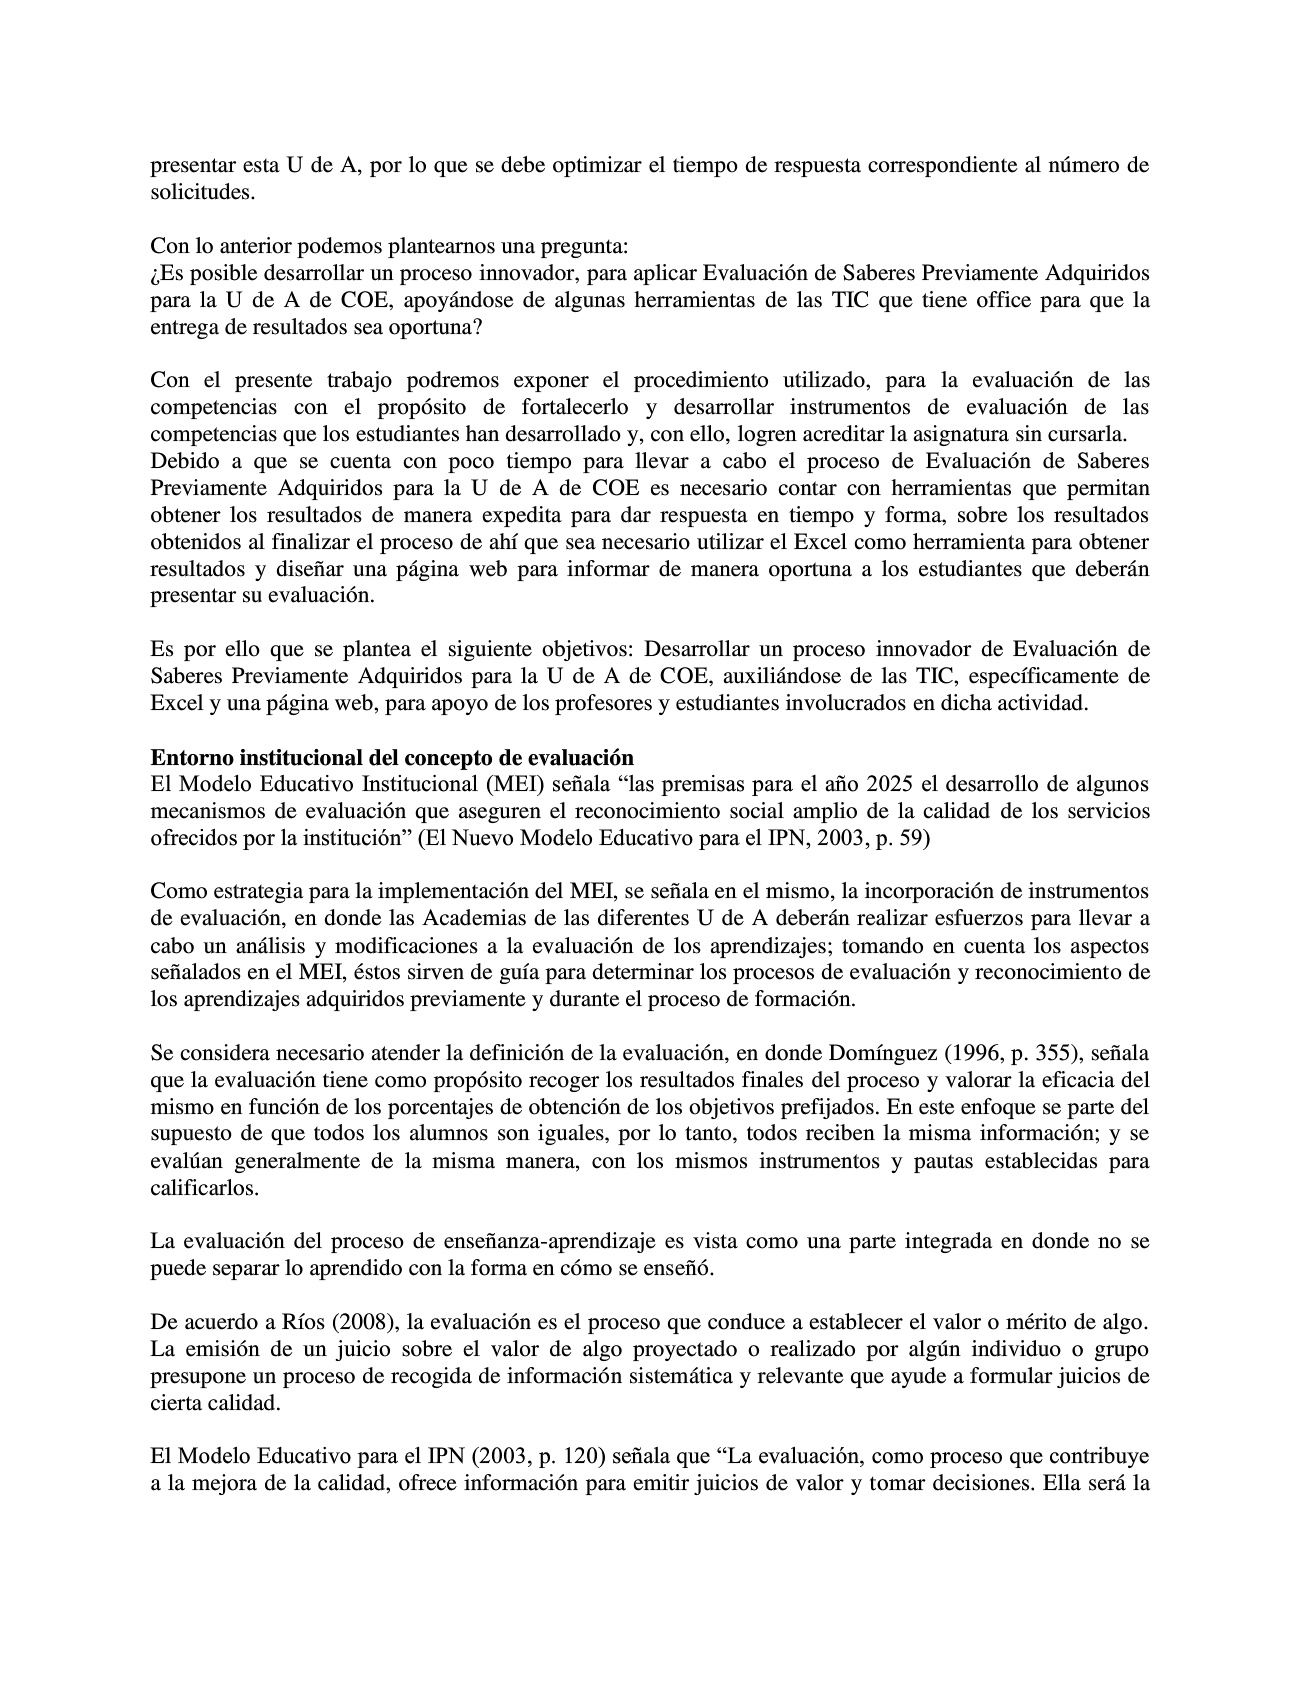 presentar esta U de A, por lo que se debe optimizar el tiempo de respuesta correspondiente al número de
solicitudes.
Con lo anterior podemos plantearnos una pregunta:
¿Es posible desarrollar un proceso innovador, para aplicar Evaluación de Saberes Previamente Adquiridos
para la U de A de COE, apoyándose de algunas herramientas de las TIC que tiene office para que la
entrega de resultados sea oportuna?
Con el presente trabajo podremos exponer el procedimiento utilizado, para la evaluación de las
competencias con el propósito de fortalecerlo y desarrollar instrumentos de evaluación de las
competencias que los estudiantes han desarrollado y, con ello, logren acreditar la asignatura sin cursarla.
Debido a que se cuenta con poco tiempo para llevar a cabo el proceso de Evaluación de Saberes
Previamente Adquiridos para la U de A de COE es necesario contar con herramientas que permitan
obtener los resultados de manera expedita para dar respuesta en tiempo y forma, sobre los resultados
obtenidos al finalizar el proceso de ahí que sea necesario utilizar el Excel como herramienta para obtener
resultados y diseñar una página web para informar de manera oportuna a los estudiantes que deberán
presentar su evaluación.
Es por ello que se plantea el siguiente objetivos: Desarrollar un proceso innovador de Evaluación de
Saberes Previamente Adquiridos para la U de A de COE, auxiliándose de las TIC, específicamente de
Excel y una página web, para apoyo de los profesores y estudiantes involucrados en dicha actividad.
Entorno institucional del concepto de evaluación
El Modelo Educativo Institucional (MEI) señala “las premisas para el año 2025 el desarrollo de algunos
mecanismos de evaluación que aseguren el reconocimiento social amplio de la calidad de los servicios
ofrecidos por la institución” (El Nuevo Modelo Educativo para el IPN, 2003, p. 59)
Como estrategia para la implementación del MEI, se señala en el mismo, la incorporación de instrumentos
de evaluación, en donde las Academias de las diferentes U de A deberán realizar esfuerzos para llevar a
cabo un análisis y modificaciones a la evaluación de los aprendizajes; tomando en cuenta los aspectos
señalados en el MEI, éstos sirven de guía para determinar los procesos de evaluación y reconocimiento de
los aprendizajes adquiridos previamente y durante el proceso de formación.
Se considera necesario atender la definición de la evaluación, en donde Domínguez (1996, p. 355), señala
que la evaluación tiene como propósito recoger los resultados finales del proceso y valorar la eficacia del
mismo en función de los porcentajes de obtención de los objetivos prefijados. En este enfoque se parte del
supuesto de que todos los alumnos son iguales, por lo tanto, todos reciben la misma información; y se
evalúan generalmente de la misma manera, con los mismos instrumentos y pautas establecidas para
calificarlos.
La evaluación del proceso de enseñanza-aprendizaje es vista como una parte integrada en donde no se
puede separar lo aprendido con la forma en cómo se enseñó.
De acuerdo a Ríos (2008), la evaluación es el proceso que conduce a establecer el valor o mérito de algo.
La emisión de un juicio sobre el valor de algo proyectado o realizado por algún individuo o grupo
presupone un proceso de recogida de información sistemática y relevante que ayude a formular juicios de
cierta calidad.
El Modelo Educativo para el IPN (2003, p. 120) señala que “La evaluación, como proceso que contribuye
a la mejora de la calidad, ofrece información para emitir juicios de valor y tomar decisiones. Ella será la